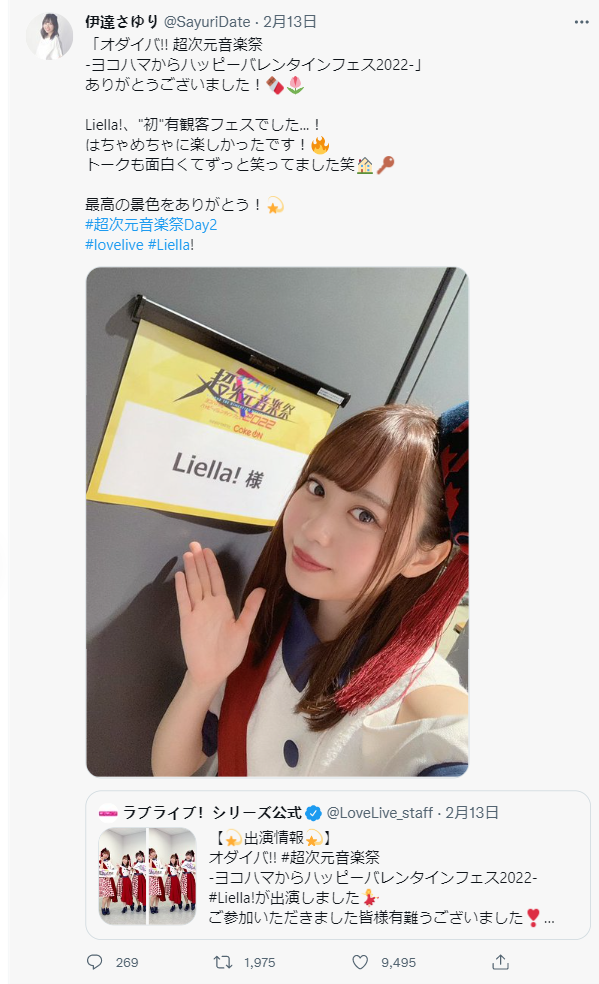 伊達さゆり @SayuriDate · 2月13日
「オダイバ!! 超次元音楽祭
-ヨコハマからハッピーバレンタインフェス2022-」
ありがとうございました！🍫🌷
Liella!、"初"有観客フェスでした...！
はちゃめちゃに楽しかったです！🔥
トークも面白くてずっと笑ってました笑🏠🔑
最高の景色をありがとう！💫
#超次元音楽祭Day2
#lovelive #Liella!
超次元音楽祭
2022
Coke ON
Liella! 様
ラブライブ！シリーズ公式 @LoveLive_staff · 2月13日
【💫出演情報💫】
オダイバ!! #超次元音楽祭
-ヨコハマからハッピーバレンタインフェス2022-
#Liella!が出演しました💃
ご参加いただきました皆様有難うございました❣️...
269 1,975 9,495